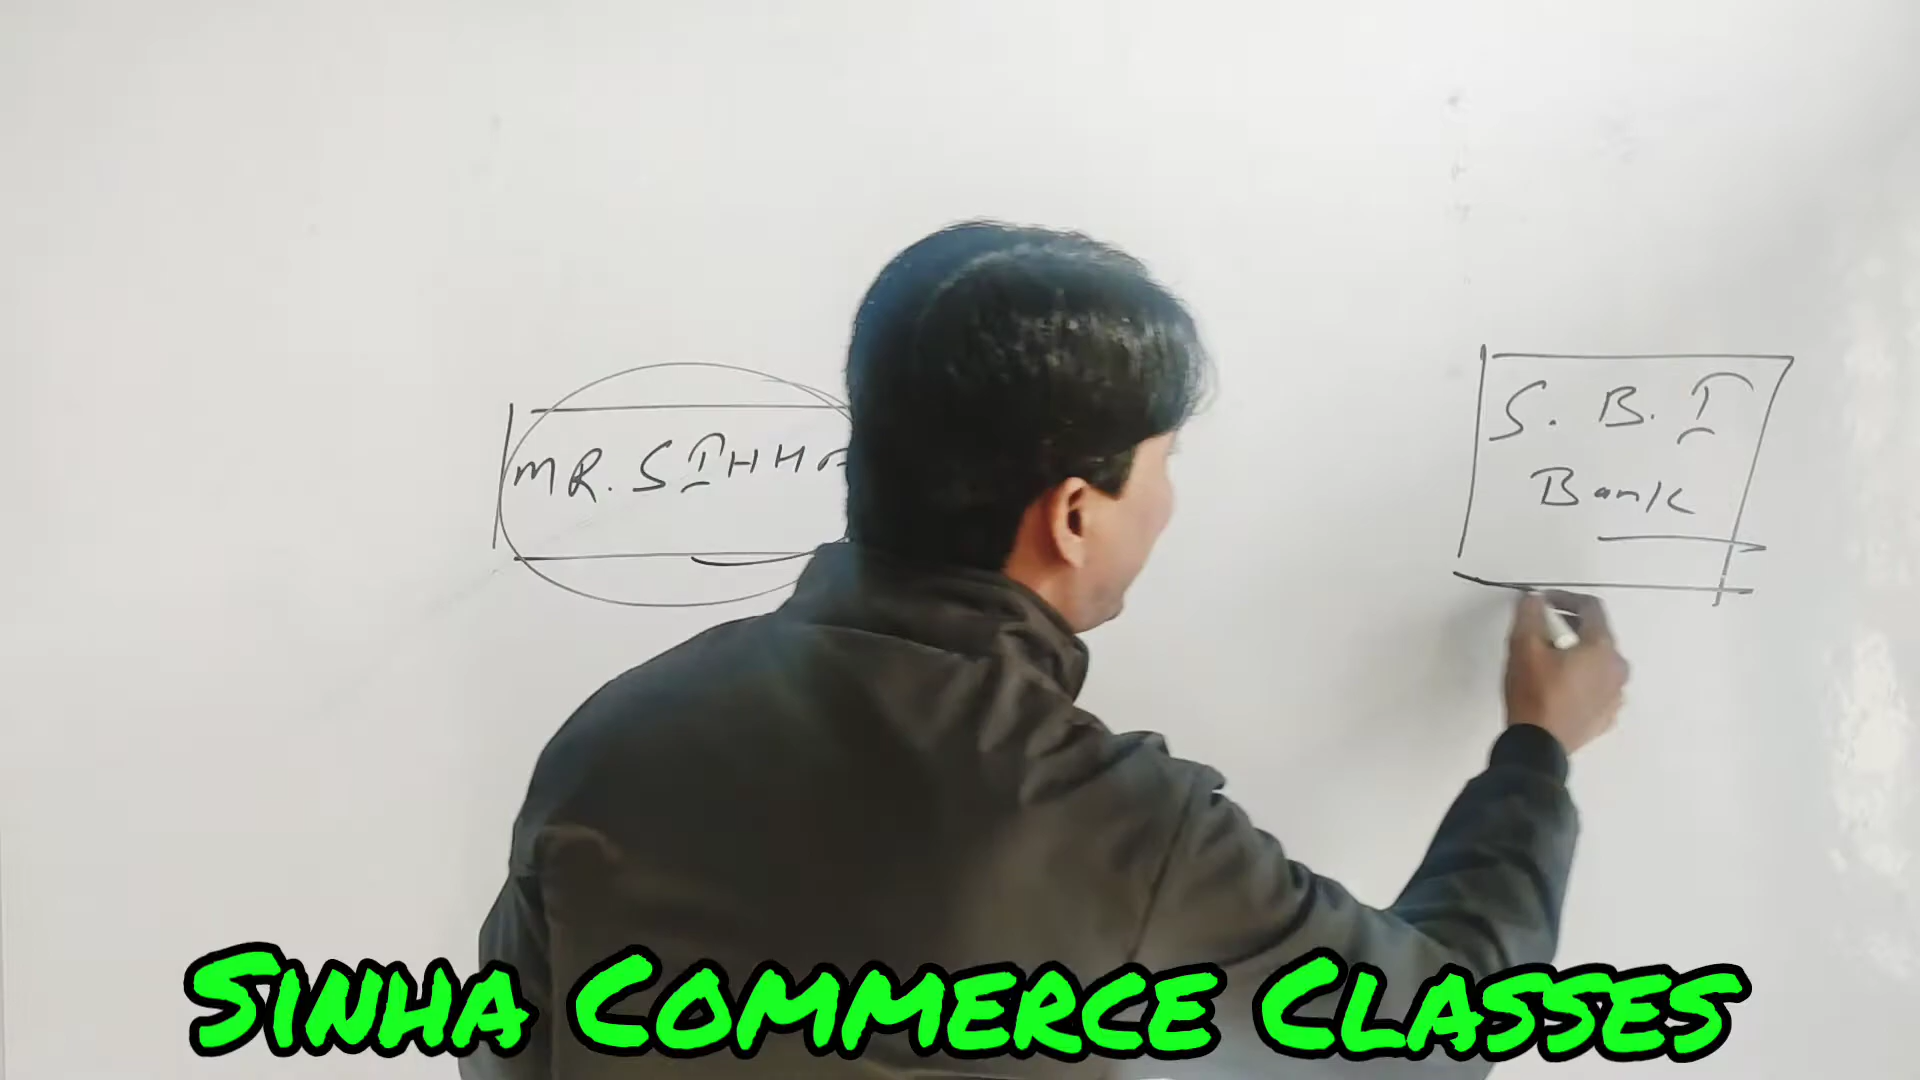 MR. SINHA
S. B. I
Bank
SINHA COMMERCE CLASSES